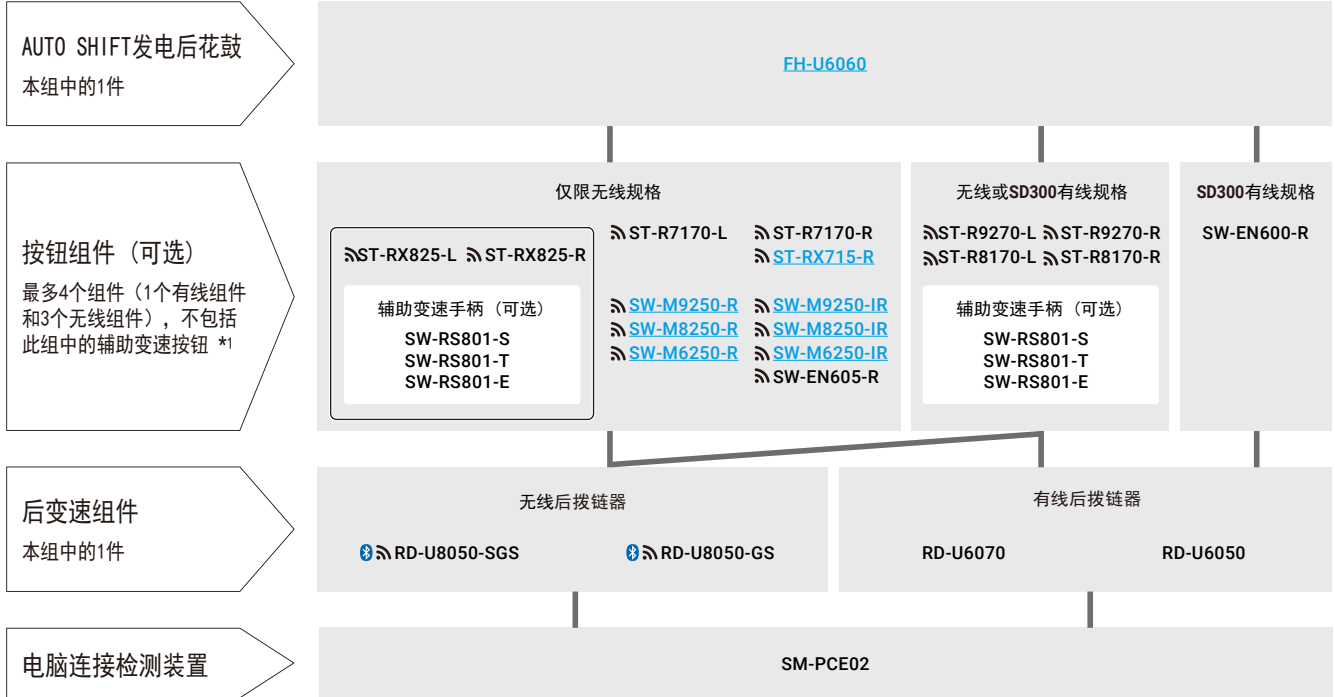 AUTO SHIFT发电后花鼓
本组中的1件
FH-U6060
按钮组件（可选）
最多4个组件（1个有线组件
和3个无线组件），不包括
此组中的辅助变速按钮 *1
仅限无线规格
ST-RX825-L ST-RX825-R
辅助变速手柄（可选）
SW-RS801-S
SW-RS801-T
SW-RS801-E
ST-R7170-L ST-R7170-R
ST-RX715-R
SW-M9250-R SW-M9250-IR
SW-M8250-R SW-M8250-IR
SW-M6250-R SW-M6250-IR
SW-EN605-R
无线或SD300有线规格
ST-R9270-L ST-R9270-R
ST-R8170-L ST-R8170-R
辅助变速手柄（可选）
SW-RS801-S
SW-RS801-T
SW-RS801-E
SD300有线规格
SW-EN600-R
后变速组件
本组中的1件
无线后拨链器
RD-U8050-SGS RD-U8050-GS
有线后拨链器
RD-U6070 RD-U6050
电脑连接检测装置
SM-PCE02